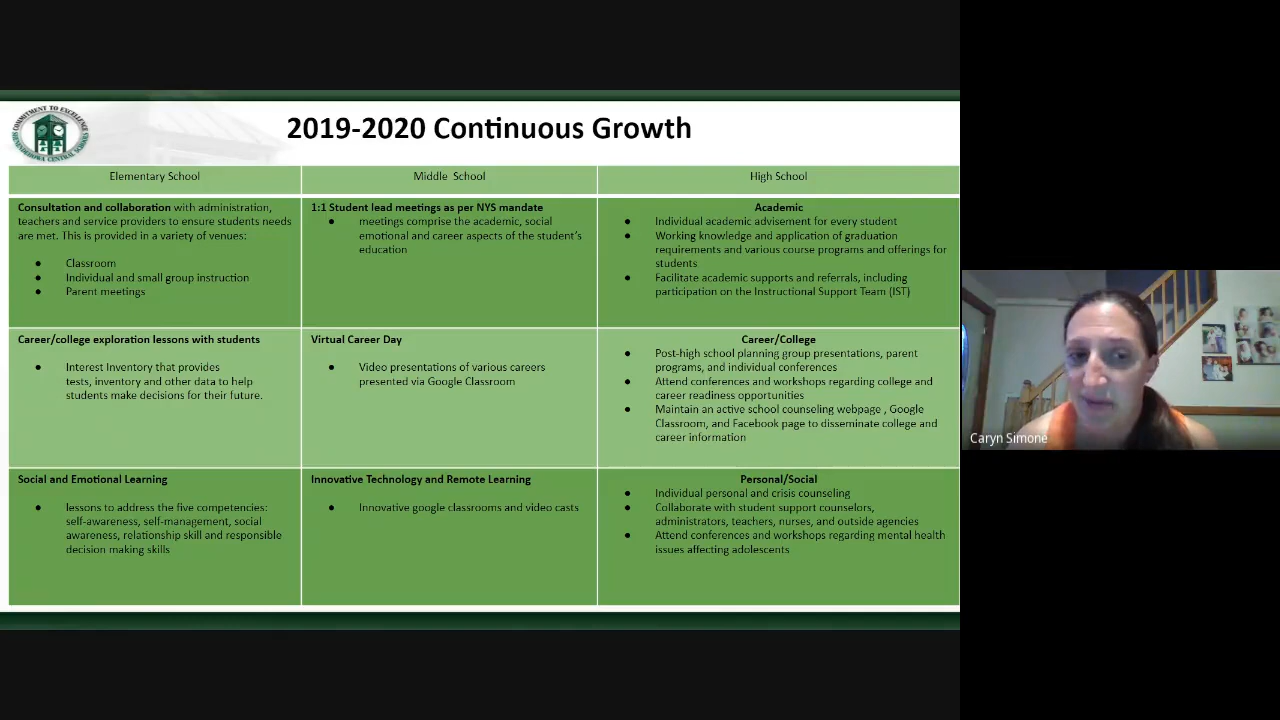 COMMITMENT TO EXCELLENCE
SHENENDEHOWA CENTRAL SCHOOLS
2019-2020 Continuous Growth
Elementary School
Middle School
High School
Consultation and collaboration with administration,
teachers and service providers to ensure students needs
are met. This is provided in a variety of venues:
● Classroom
● Individual and small group instruction
● Parent meetings
1:1 Student lead meetings as per NYS mandate
● meetings comprise the academic, social
emotional and career aspects of the student's
education
Academic
● Individual academic advisement for every student
● Working knowledge and application of graduation
requirements and various course programs and offerings for
students
● Facilitate academic supports and referrals, including
participation on the Instructional Support Team (IST)
Career/college exploration lessons with students
● Interest Inventory that provides
tests, inventory and other data to help
students make decisions for their future.
Virtual Career Day
● Video presentations of various careers
presented via Google Classroom
Career/College
● Post-high school planning group presentations, parent
programs, and individual conferences
● Attend conferences and workshops regarding college and
career readiness opportunities
● Maintain an active school counseling webpage , Google
Classroom, and Facebook page to disseminate college and
career information
Social and Emotional Learning
● lessons to address the five competencies:
self-awareness, self-management, social
awareness, relationship skill and responsible
decision making skills
Innovative Technology and Remote Learning
● Innovative google classrooms and video casts
Personal/Social
● Individual personal and crisis counseling
● Collaborate with student support counselors,
administrators, teachers, nurses, and outside agencies
● Attend conferences and workshops regarding mental health
issues affecting adolescents
Caryn Simone